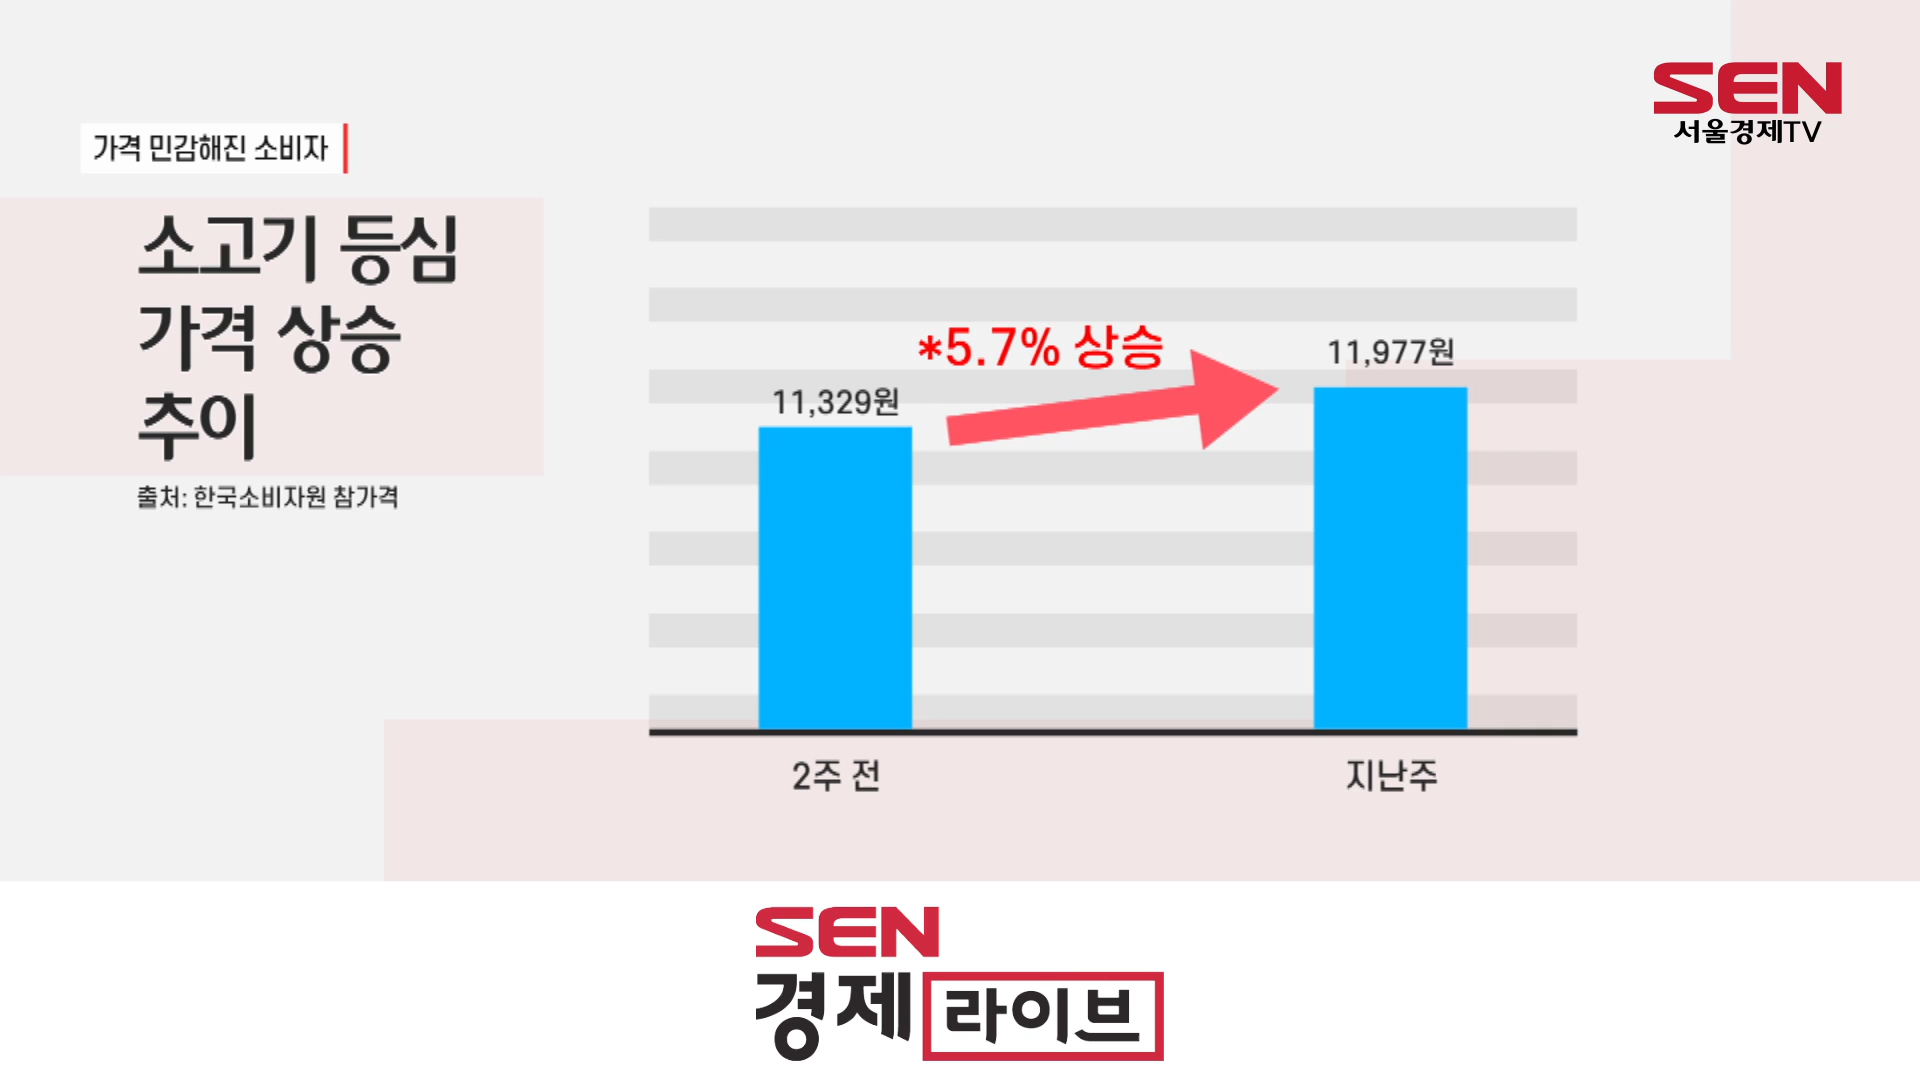 SEN
서울경제TV
가격 민감해진 소비자
소고기 등심
가격 상승
추이
출처: 한국소비자원 참가격
*5.7% 상승
11,329원
11,977원
2주 전
지난주
SEN
경제라이브